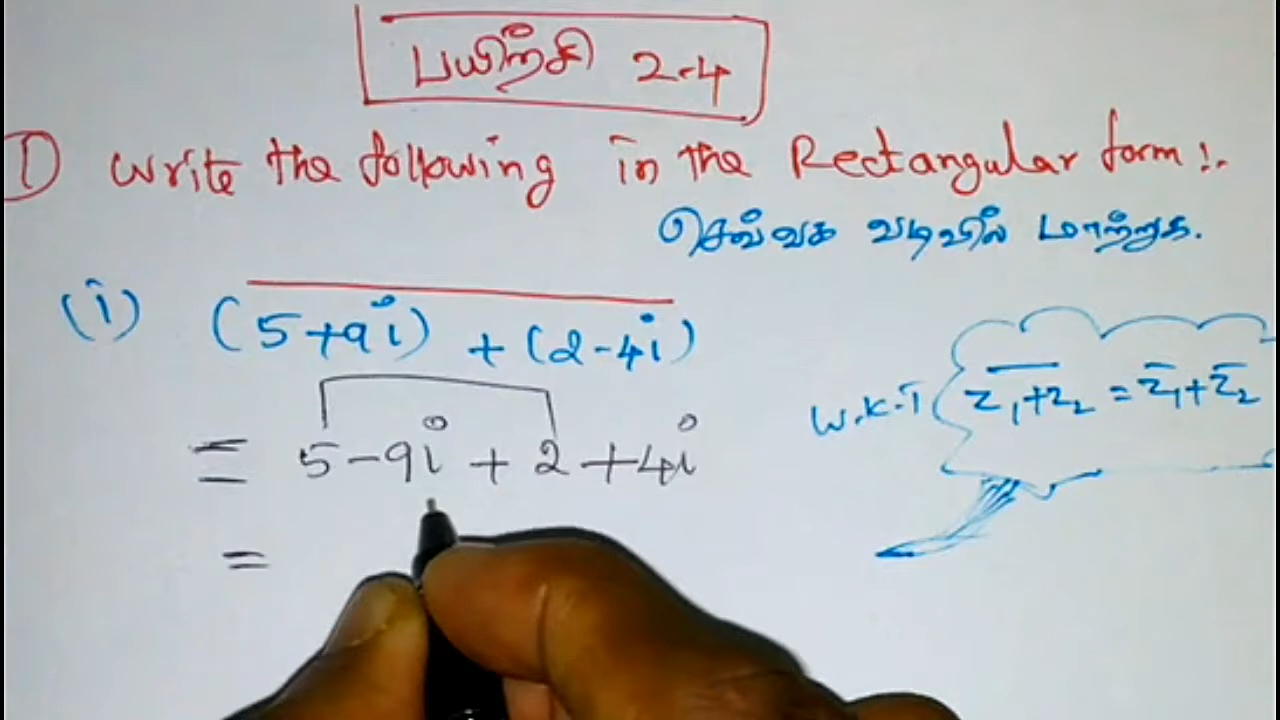 பயிற்சி 2.4
1) Write the following in the Rectangular form :-
செவ்வக வடிவில் மாற்றுக.
(i) (5+9i) + (2-4i)
w.k.T z₁+z₂ = z̄₁+z̄₂
= 5-9i + 2 +4i
=